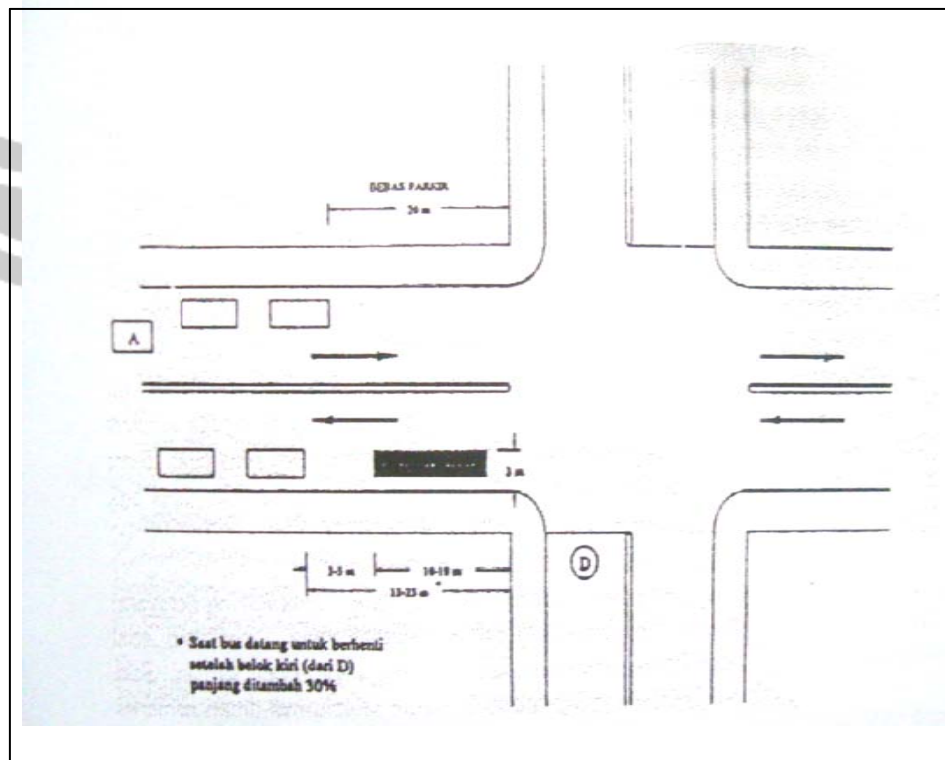 BEBAS PARKIR
20 m
A
3 m
D
3-5 m
10-18 m
13-23 m *
* Saat bus datang untuk berhenti
setelah belok kiri (dari D)
panjang ditambah 30%